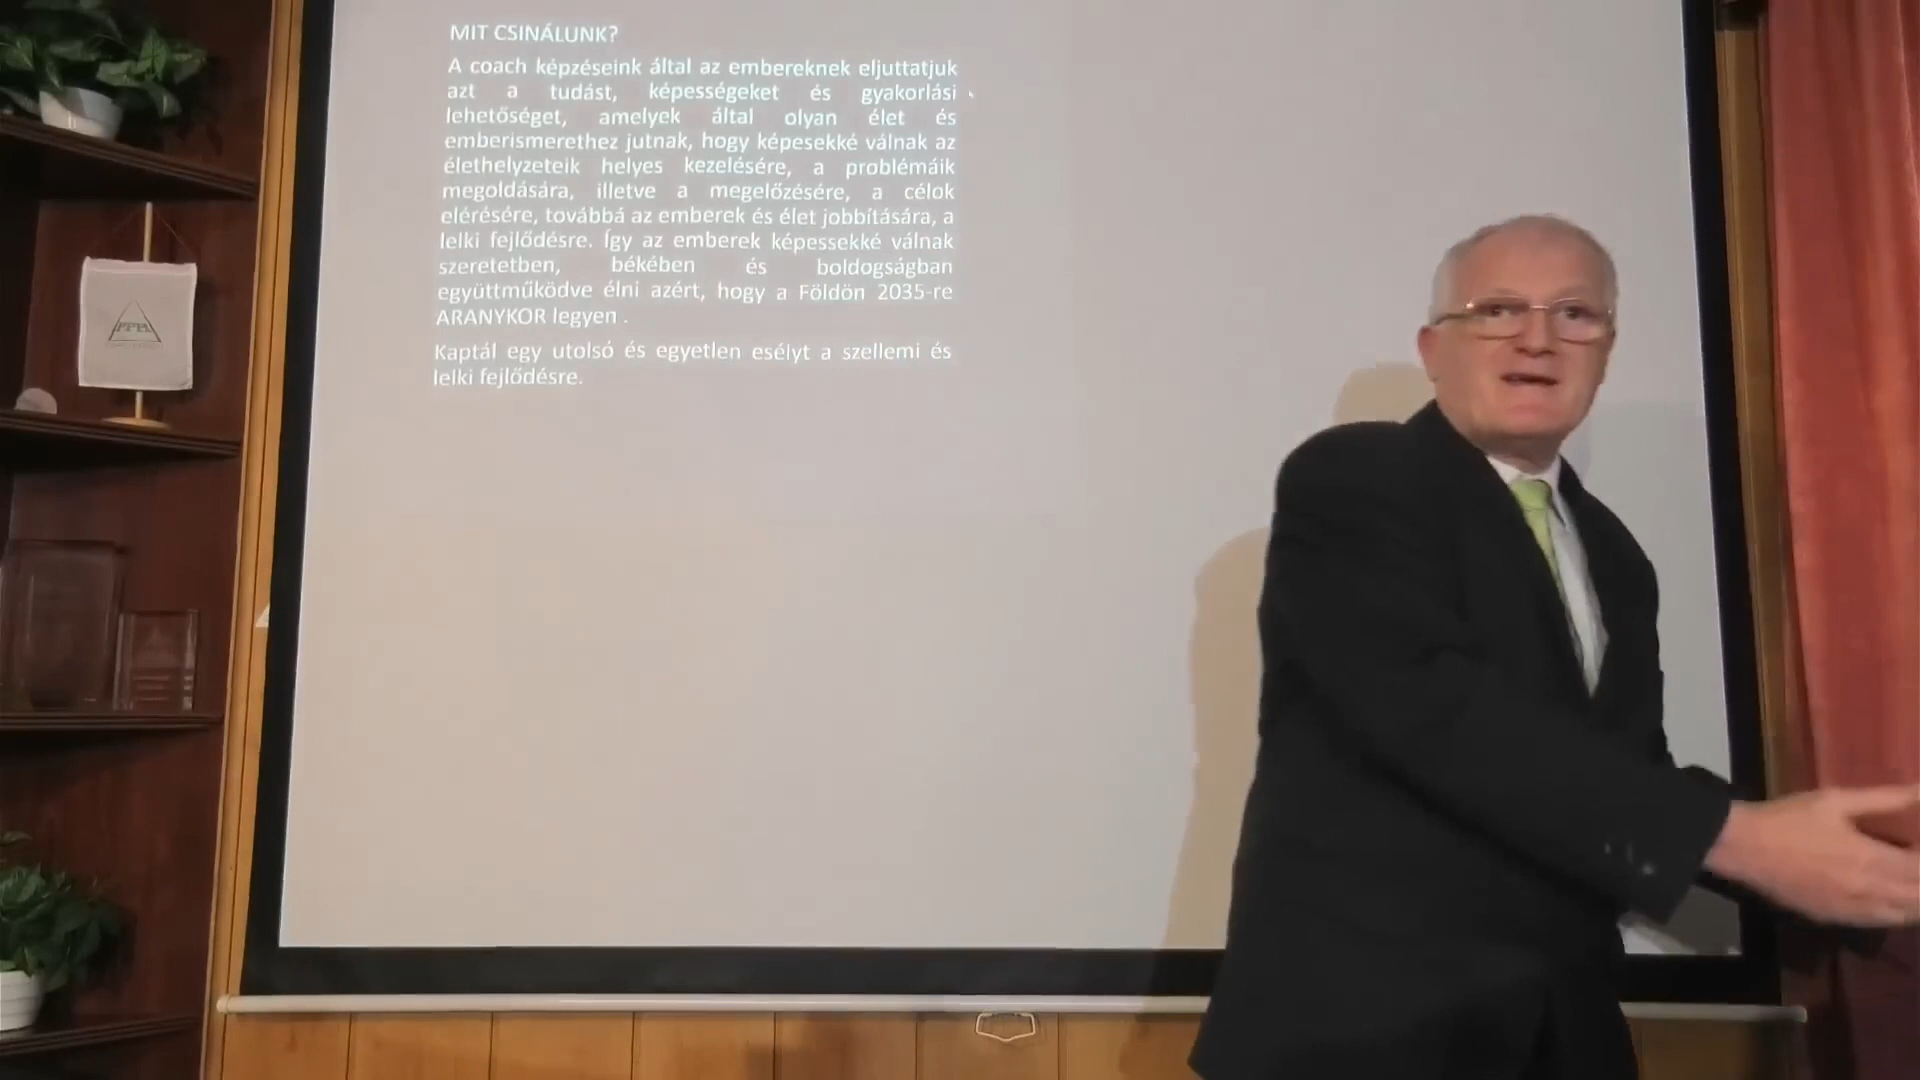 MIT CSINÁLUNK?
A coach képzéseink által az embereknek eljuttatjuk
azt a tudást, képességeket és gyakorlási
lehetőséget, amelyek által olyan élet és
emberismerethez jutnak, hogy képesekké válnak az
élethelyzeteik helyes kezelésére, a problémáik
megoldására, illetve a megelőzésére, a célok
elérésére, továbbá az emberek és élet jobbítására, a
lelki fejlődésre. Így az emberek képessekké válnak
szeretetben, békében és boldogságban
együttműködve élni azért, hogy a Földön 2035-re
ARANYKOR legyen .
Kaptál egy utolsó és egyetlen esélyt a szellemi és
lelki fejlődésre.